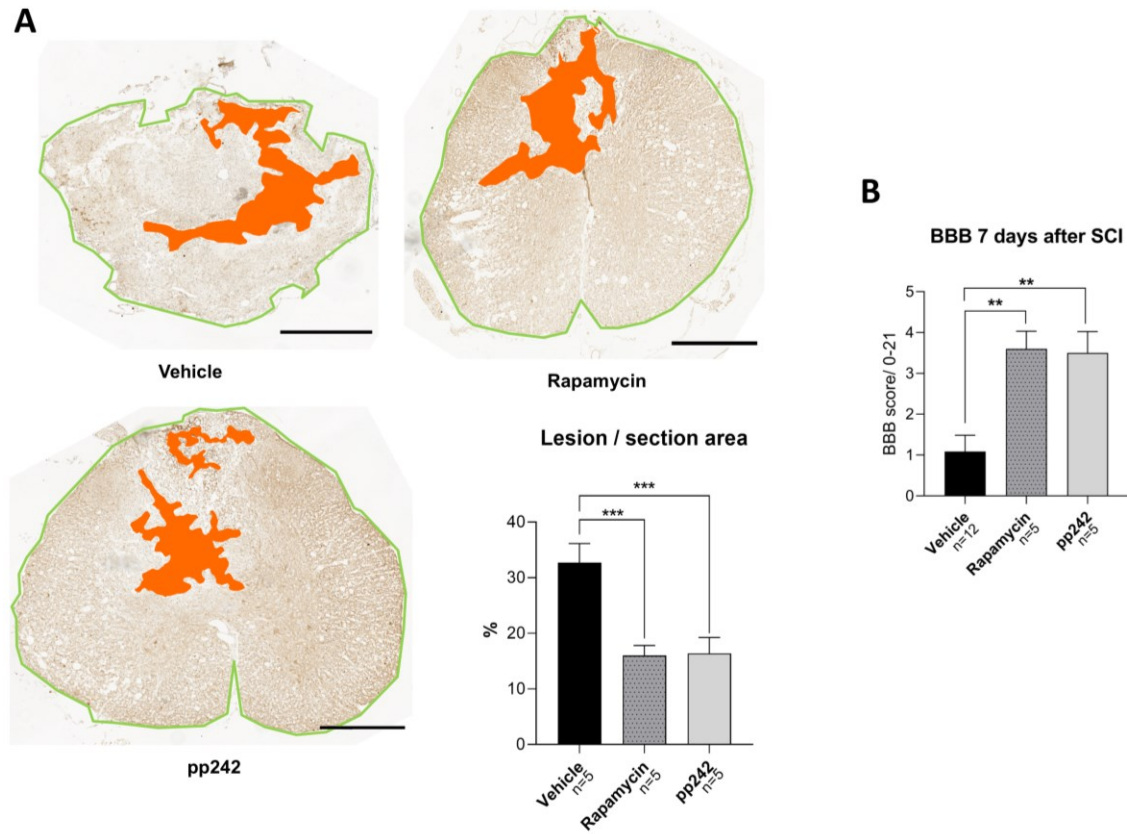 A
Vehicle
Rapamycin
pp242
Lesion / section area
***
***
40
30
20
10
0
%
Vehicle
n=5
Rapamycin
n=5
pp242
n=5
B
BBB 7 days after SCI
**
**
5
4
3
2
1
0
BBB score/ 0-21
Vehicle
n=12
Rapamycin
n=5
pp242
n=5